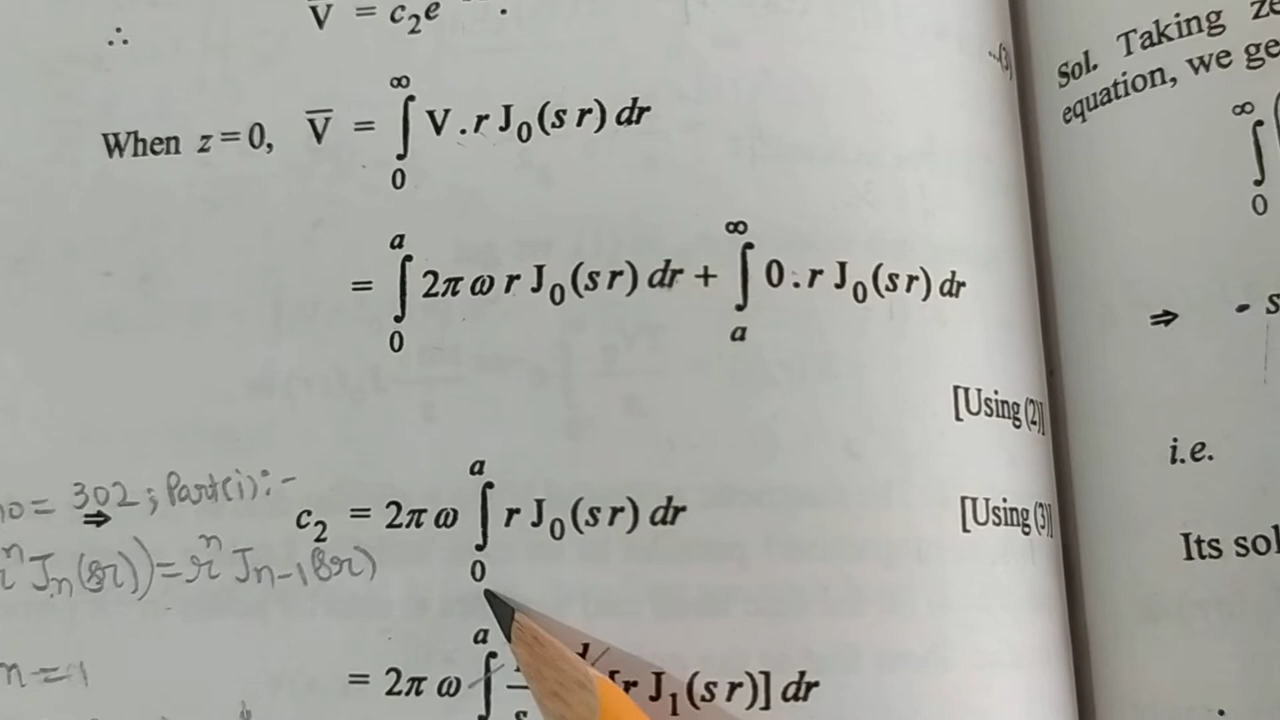 ∴ V̅ = c₂e
...(3)
When z = 0, V̅ = ∫₀^∞ V . r J₀(s r) dr
= ∫₀^a 2π ω r J₀(s r) dr + ∫ₐ^∞ 0 . r J₀(s r) dr
[Using (2)]
= 302 ; Part(i):-
⇒ c₂ = 2π ω ∫₀^a r J₀(s r) dr [Using (3)]
ⁿ Jₙ(sr)) = rⁿ Jₙ₋₁(sr)
n = 1
= 2π ω ∫^a [r J₁(s r)] dr
Sol. Taking
equation, we
∫₀^∞
⇒
i.e.
Its